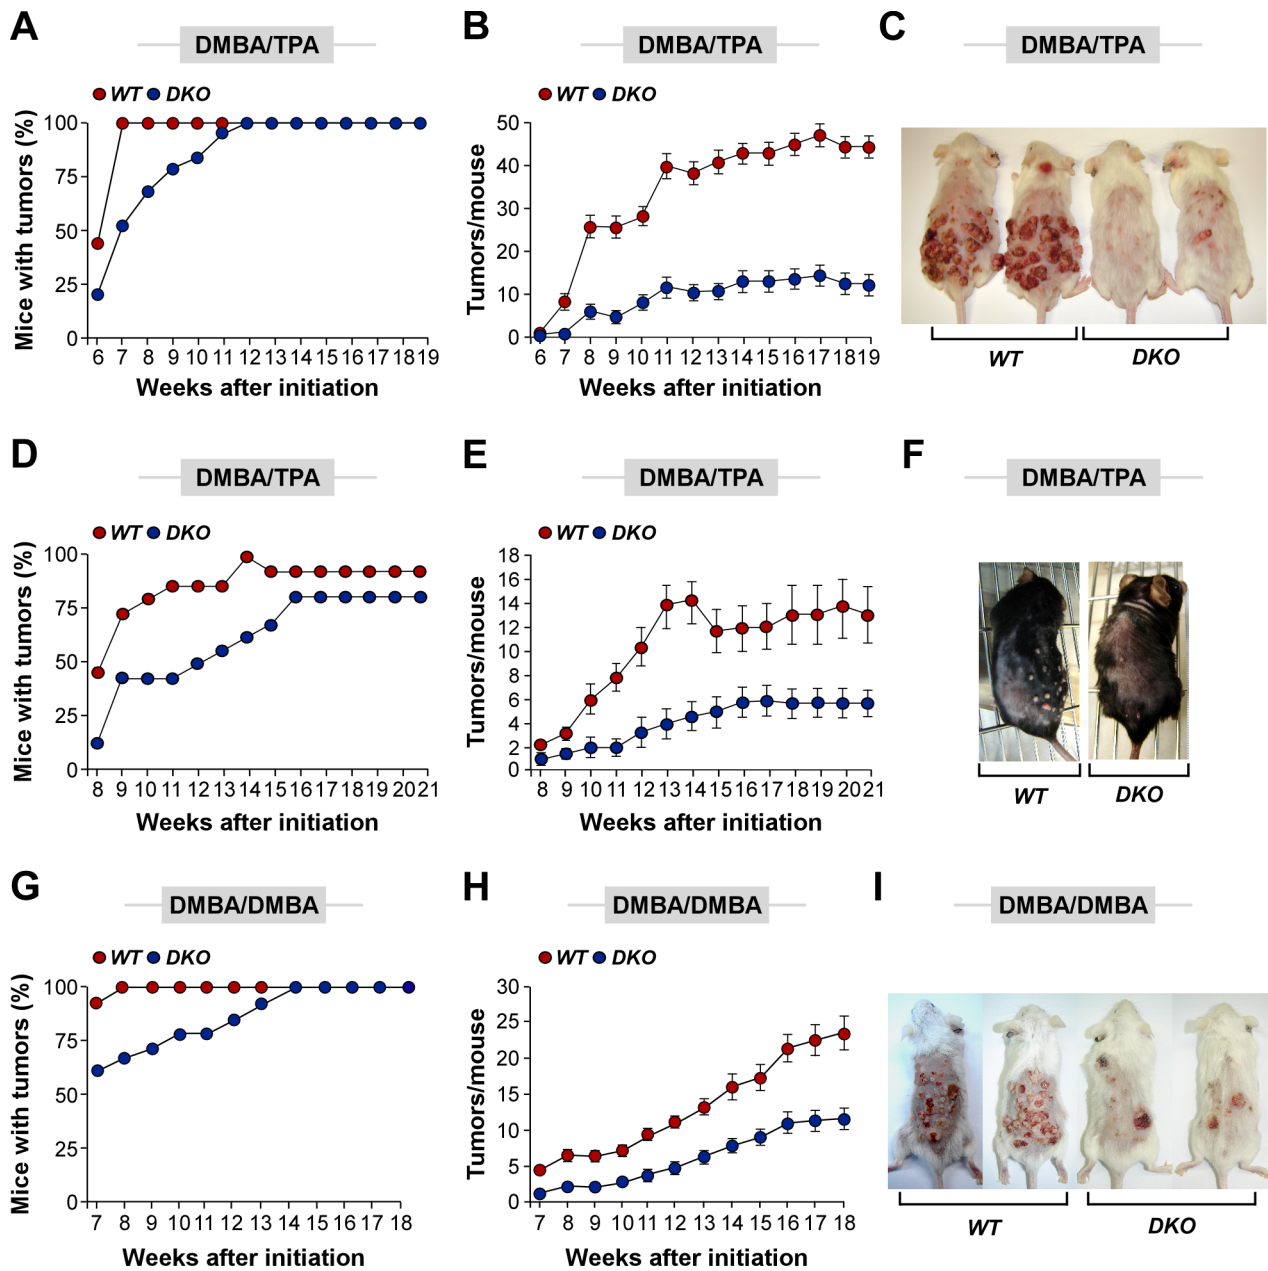 A
DMBA/TPA
WT DKO
Mice with tumors (%)
100
75
50
25
0
6 7 8 9 10 11 12 13 14 15 16 17 18 19
Weeks after initiation
B
DMBA/TPA
WT DKO
Tumors/mouse
50
40
30
20
10
0
6 7 8 9 10 11 12 13 14 15 16 17 18 19
Weeks after initiation
C
DMBA/TPA
WT DKO
D
DMBA/TPA
WT DKO
Mice with tumors (%)
100
75
50
25
0
8 9 10 11 12 13 14 15 16 17 18 19 20 21
Weeks after initiation
E
DMBA/TPA
WT DKO
Tumors/mouse
18
16
14
12
10
8
6
4
2
0
8 9 10 11 12 13 14 15 16 17 18 19 20 21
Weeks after initiation
F
DMBA/TPA
WT DKO
G
DMBA/DMBA
WT DKO
Mice with tumors (%)
100
75
50
25
0
7 8 9 10 11 12 13 14 15 16 17 18
Weeks after initiation
H
DMBA/DMBA
WT DKO
Tumors/mouse
30
25
20
15
10
5
0
7 8 9 10 11 12 13 14 15 16 17 18
Weeks after initiation
I
DMBA/DMBA
WT DKO